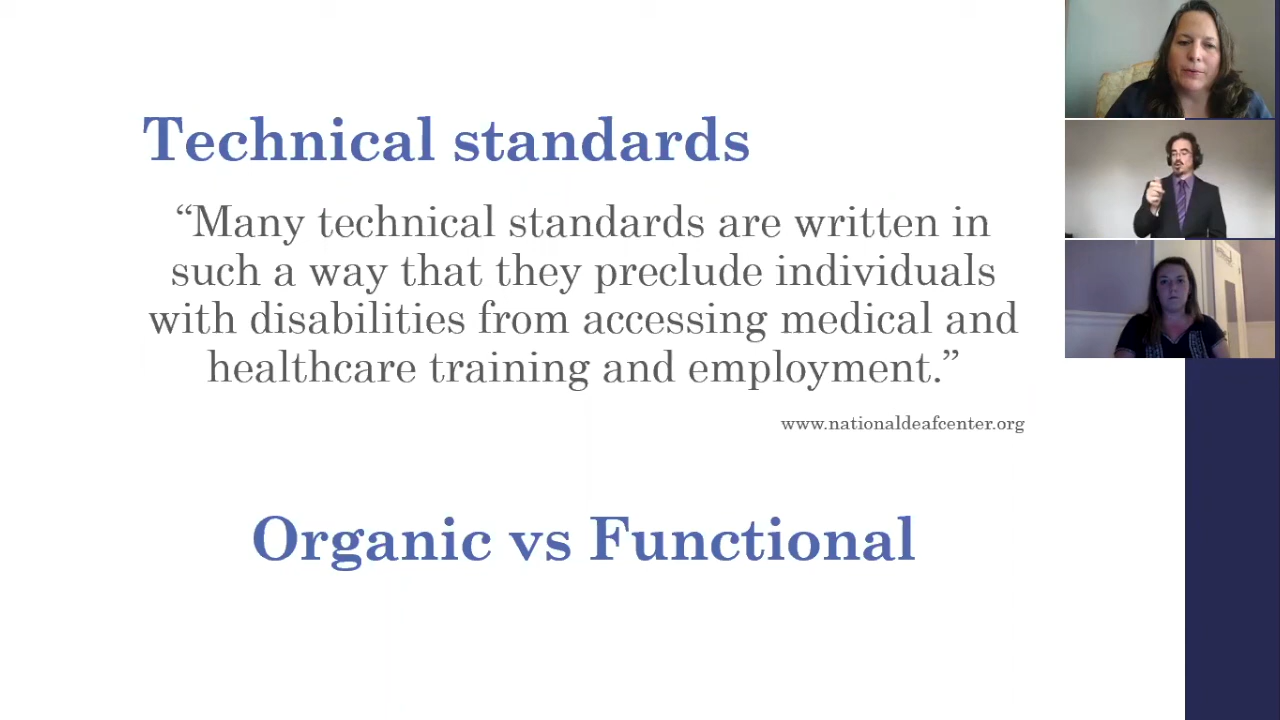 Technical standards
“Many technical standards are written in
such a way that they preclude individuals
with disabilities from accessing medical and
healthcare training and employment.”
www.nationaldeafcenter.org
Organic vs Functional